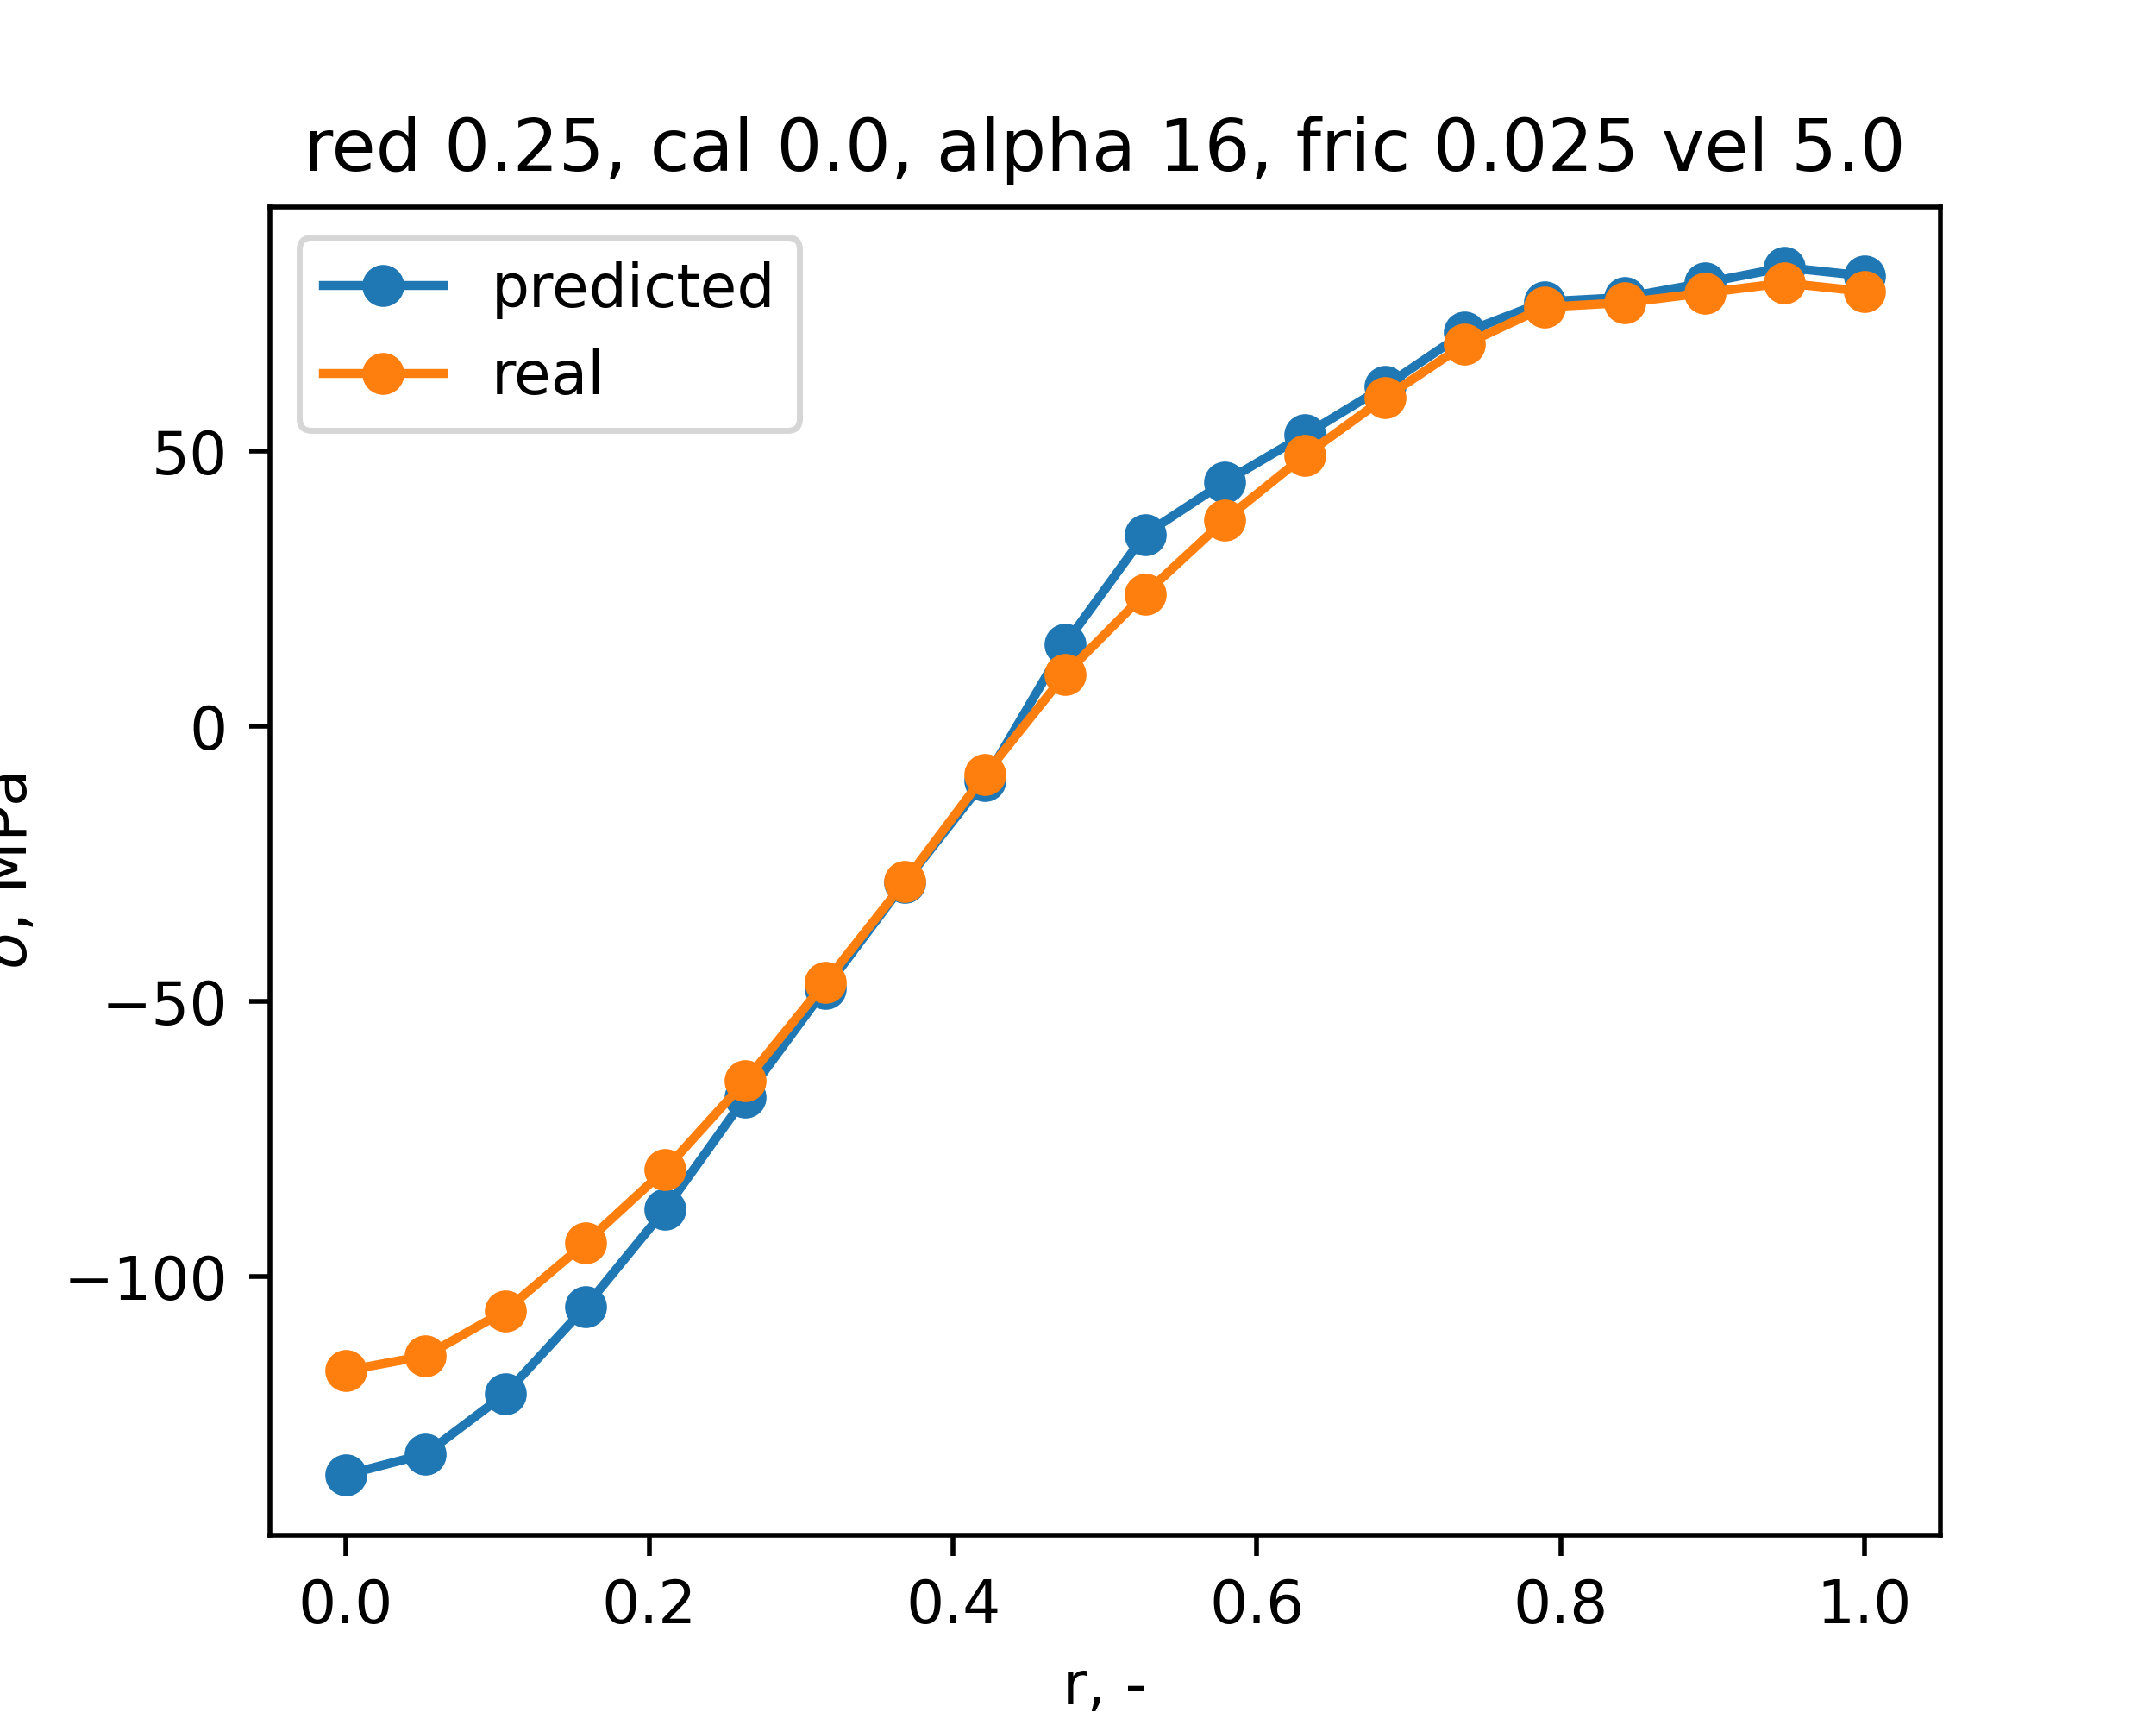 red 0.25, cal 0.0, alpha 16, fric 0.025 vel 5.0
predicted
real
50
0
−50
−100
σ, MPa
0.0 0.2 0.4 0.6 0.8 1.0
r, -